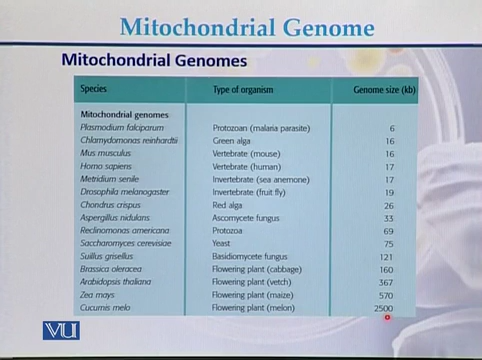 Mitochondrial Genome
Mitochondrial Genomes
Species Type of organism Genome size (kb)
Mitochondrial genomes
Plasmodium falciparum Protozoan (malaria parasite) 6
Chlamydomonas reinhardtii Green alga 16
Mus musculus Vertebrate (mouse) 16
Homo sapiens Vertebrate (human) 17
Metridium senile Invertebrate (sea anemone) 17
Drosophila melanogaster Invertebrate (fruit fly) 19
Chondrus crispus Red alga 26
Aspergillus nidulans Ascomycete fungus 33
Reclinomonas americana Protozoa 69
Saccharomyces cerevisiae Yeast 75
Suillus grisellus Basidiomycete fungus 121
Brassica oleracea Flowering plant (cabbage) 160
Arabidopsis thaliana Flowering plant (vetch) 367
Zea mays Flowering plant (maize) 570
Cucumis melo Flowering plant (melon) 2500
VU